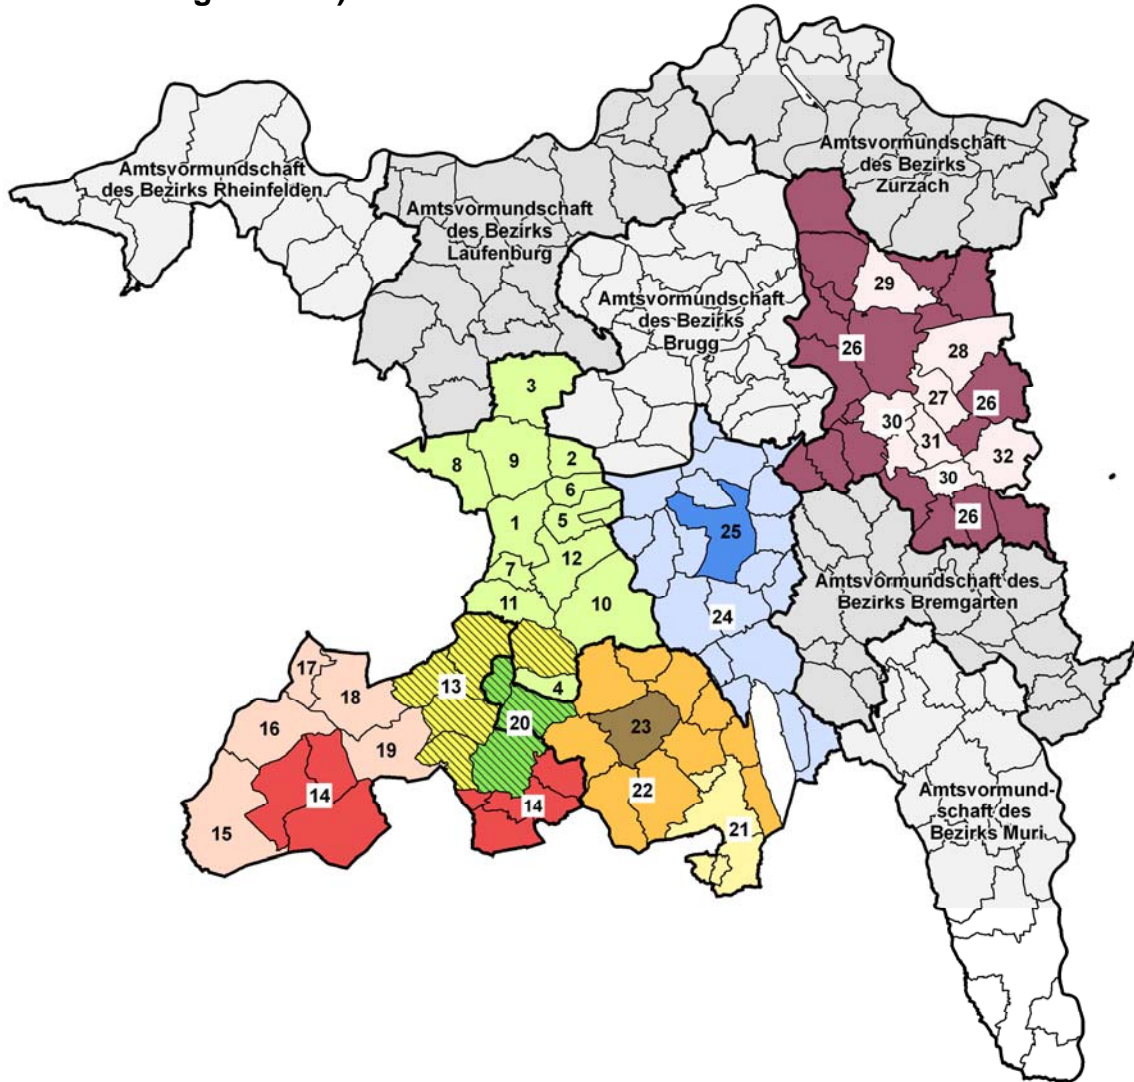 Amtsvormundschaft
des Bezirks Rheinfelden
Amtsvormundschaft
des Bezirks
Laufenburg
Amtsvormundschaft
des Bezirks
Zurzach
Amtsvormundschaft
des Bezirks
Brugg
29
26
28
27
26
30
31
32
30
26
3
8
9
2
6
1
5
12
7
11
10
25
24
Amtsvormundschaft des
Bezirks Bremgarten
17
18
13
4
16
19
20
23
14
15
14
22
21
Amtsvormund-
schaft des
Bezirks Muri